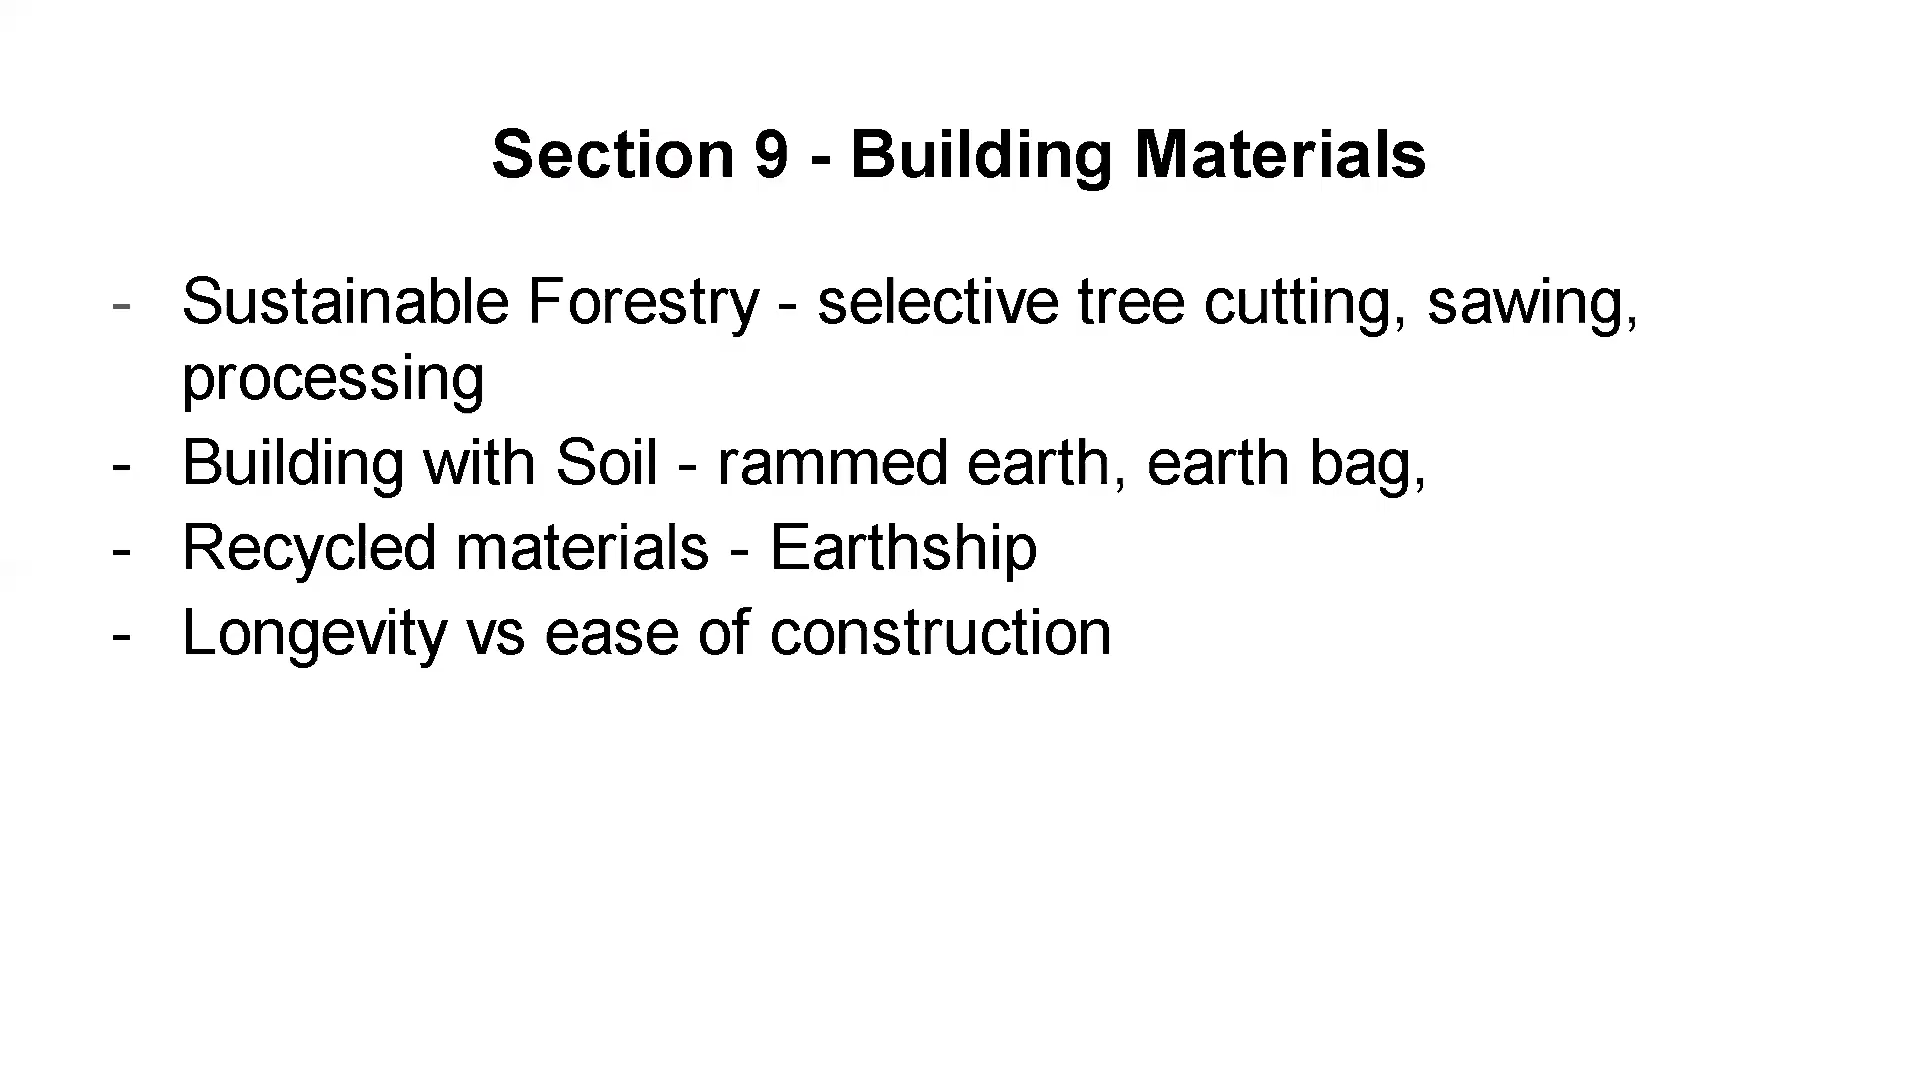 Section 9 - Building Materials
- Sustainable Forestry - selective tree cutting, sawing,
processing
- Building with Soil - rammed earth, earth bag,
- Recycled materials - Earthship
- Longevity vs ease of construction